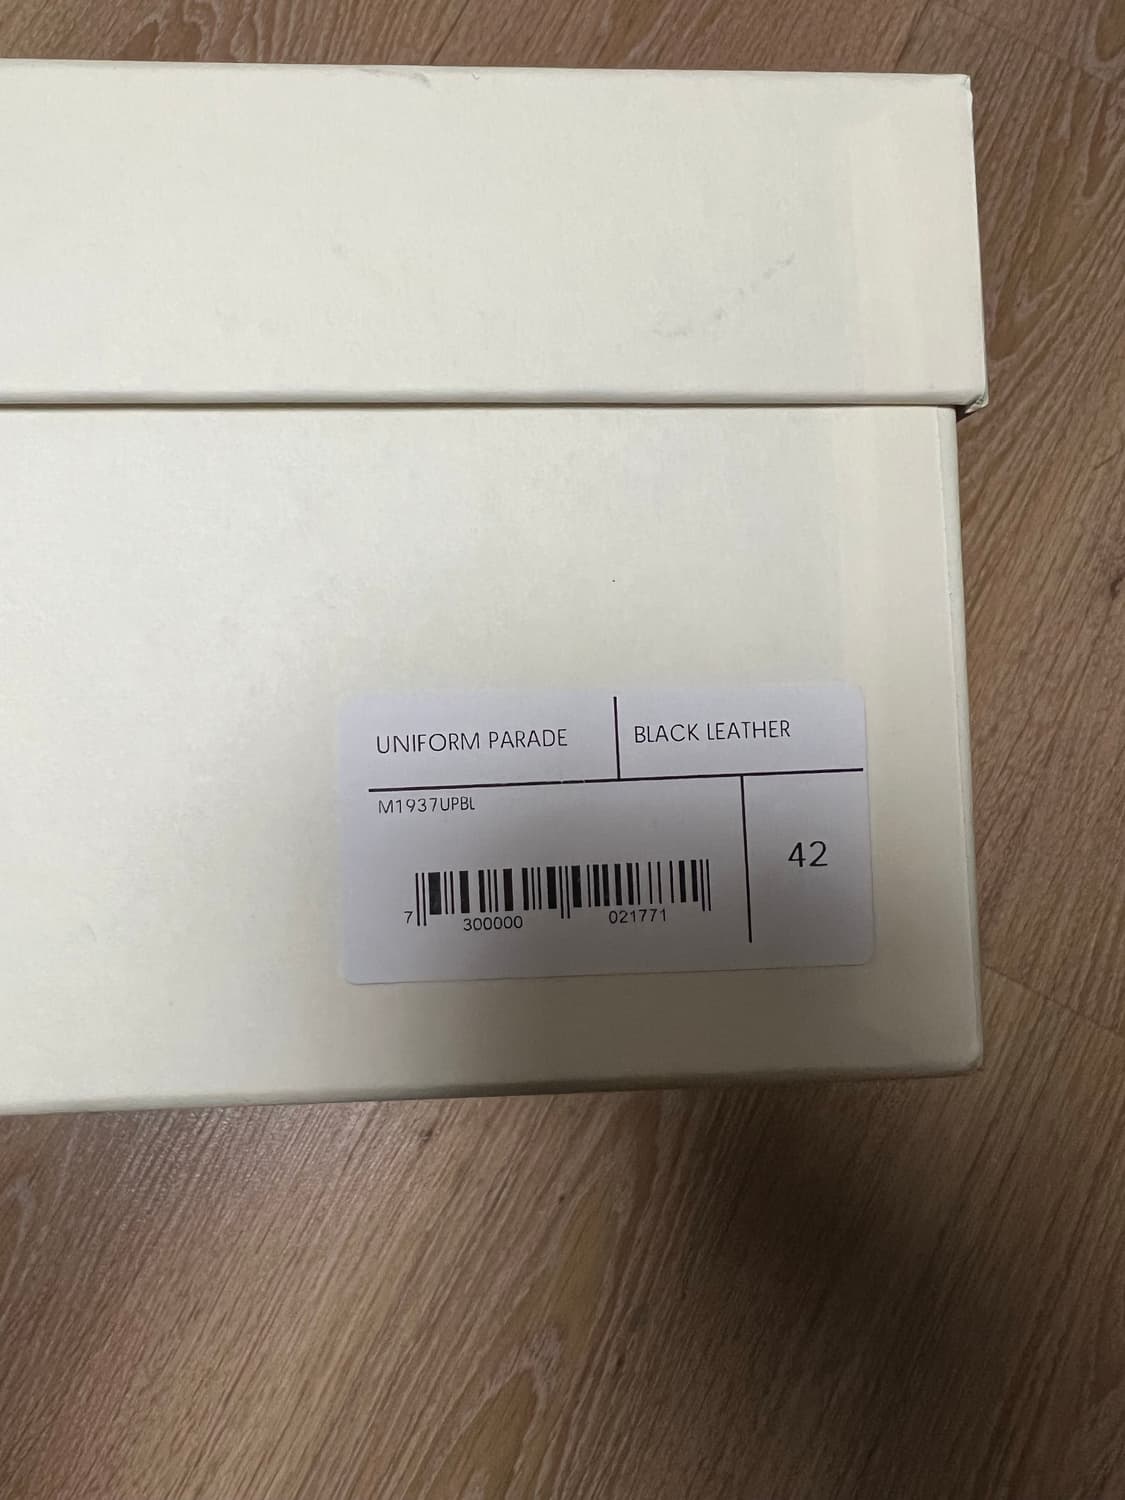 UNIFORM PARADE
BLACK LEATHER
M1937UPBL
42
7 300000 021771